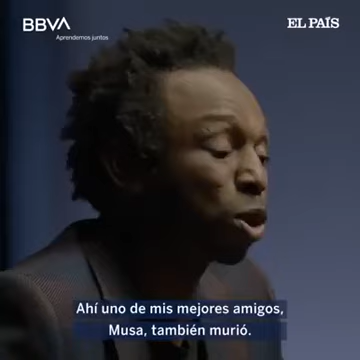 BBVA
EL PAÍS
Aprendemos juntos
Ahí uno de mis mejores amigos,
Musa, también murió.